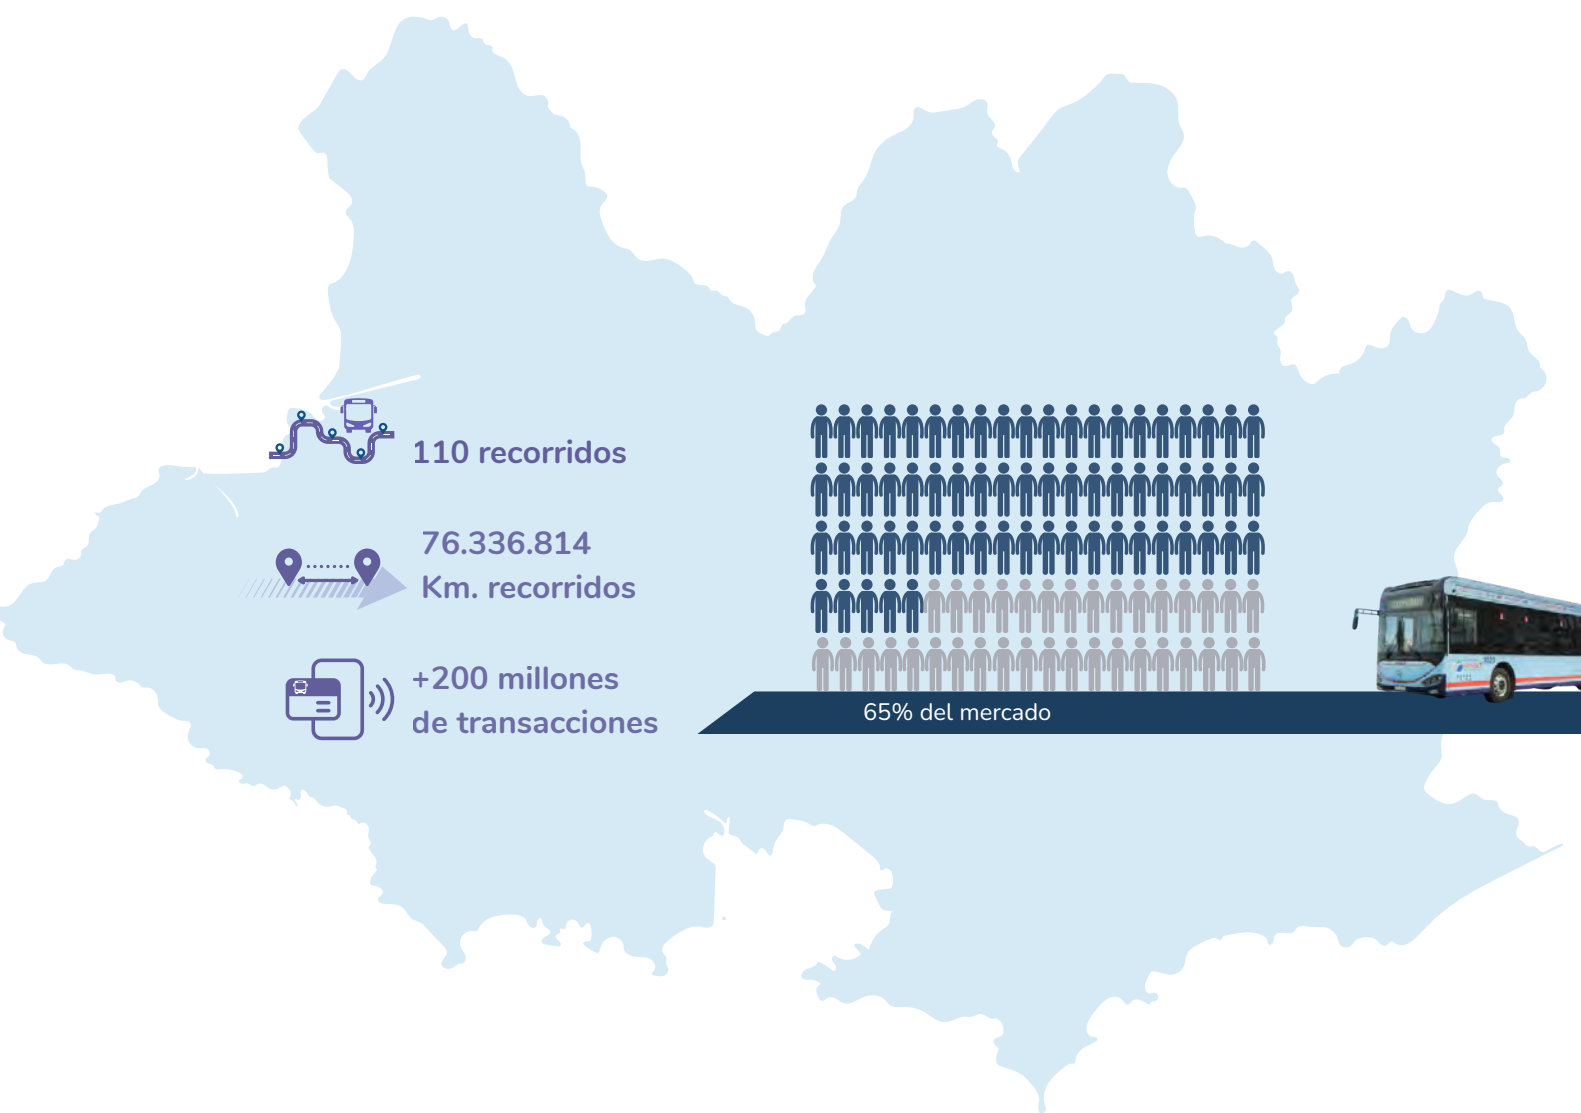 110 recorridos
76.336.814
Km. recorridos
+200 millones
de transacciones
65% del mercado